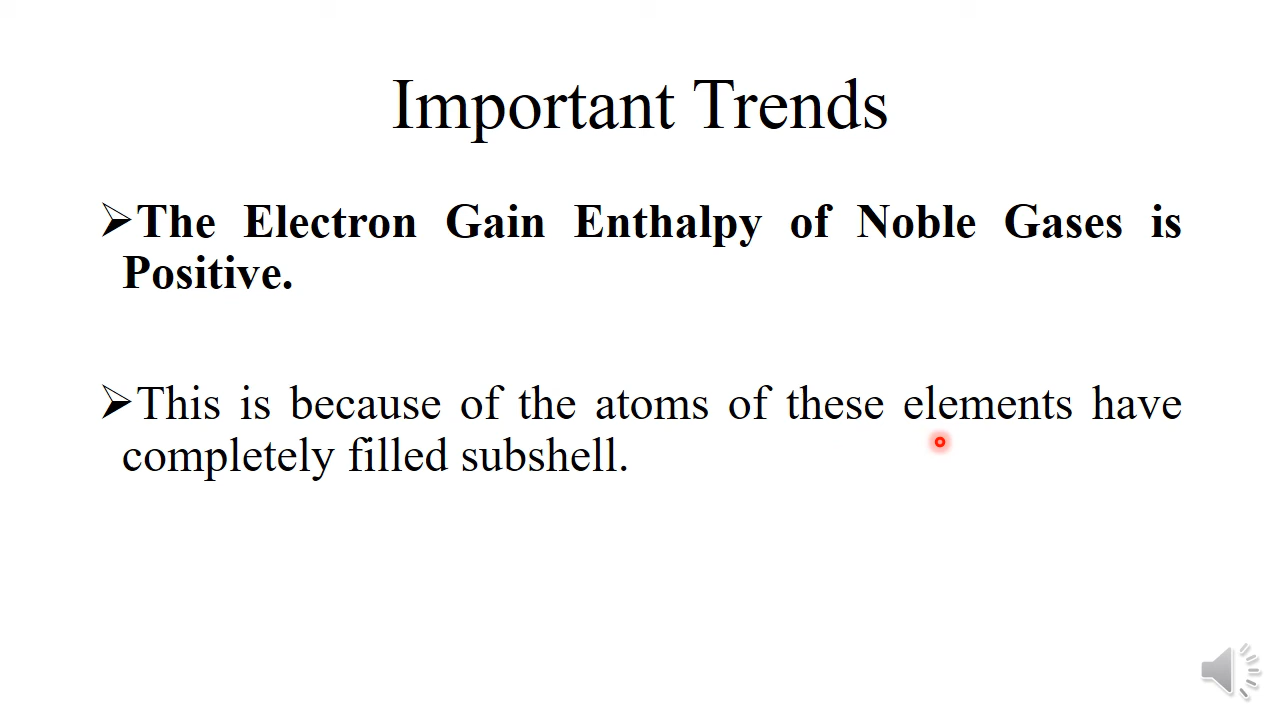 Important Trends
➢The Electron Gain Enthalpy of Noble Gases is
Positive.
➢This is because of the atoms of these elements have
completely filled subshell.